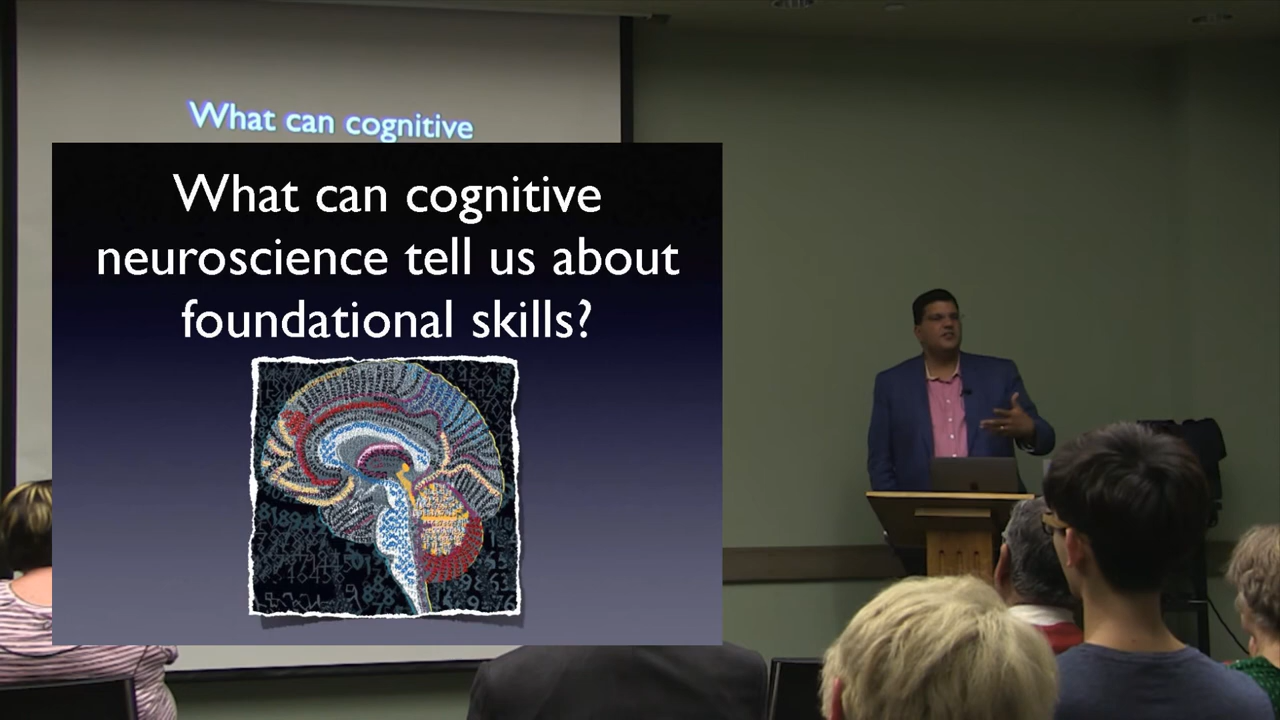 What can cognitive
What can cognitive
neuroscience tell us about
foundational skills?